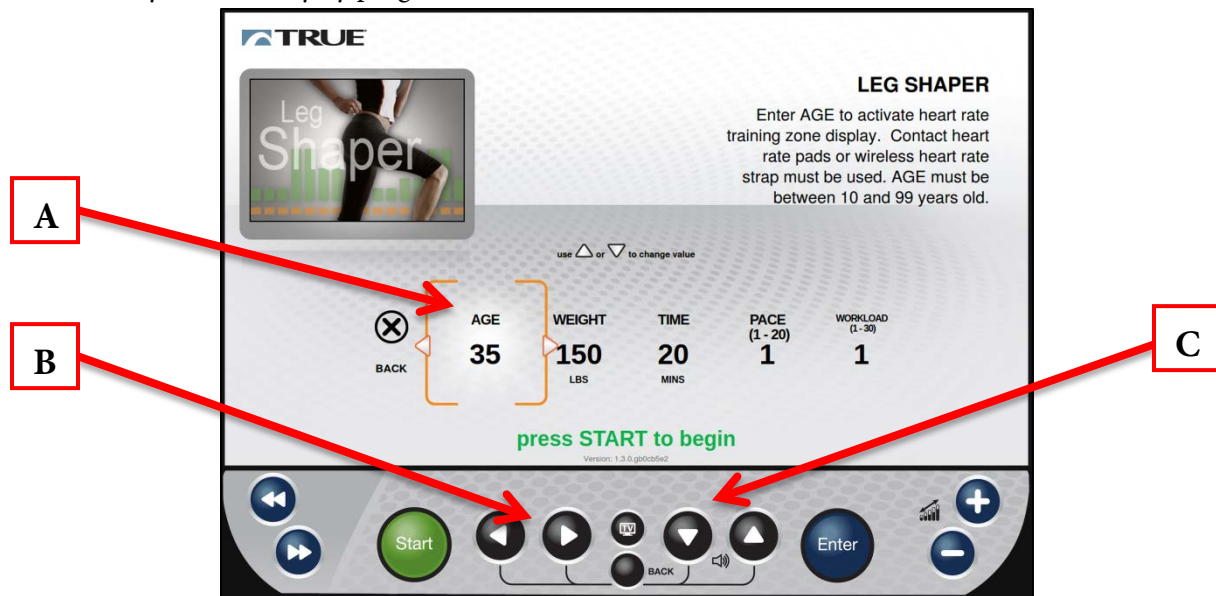 TRUE
Leg
Shaper
LEG SHAPER
Enter AGE to activate heart rate
training zone display. Contact heart
rate pads or wireless heart rate
strap must be used. AGE must be
between 10 and 99 years old.
A
use △ or ▽ to change value
BACK
AGE
35
WEIGHT
150
LBS
TIME
20
MINS
PACE
(1 - 20)
1
WORKLOAD
(1 - 30)
1
B
C
press START to begin
Version: 1.3.0.gb0cb5e2
Start
TV
BACK
Enter